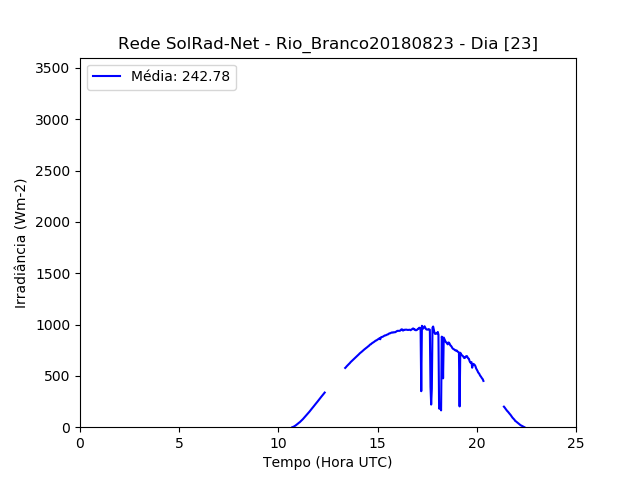 Rede SolRad-Net - Rio_Branco20180823 - Dia [23]
Média: 242.78
Irradiância (Wm-2)
3500
3000
2500
2000
1500
1000
500
0
0 5 10 15 20 25
Tempo (Hora UTC)